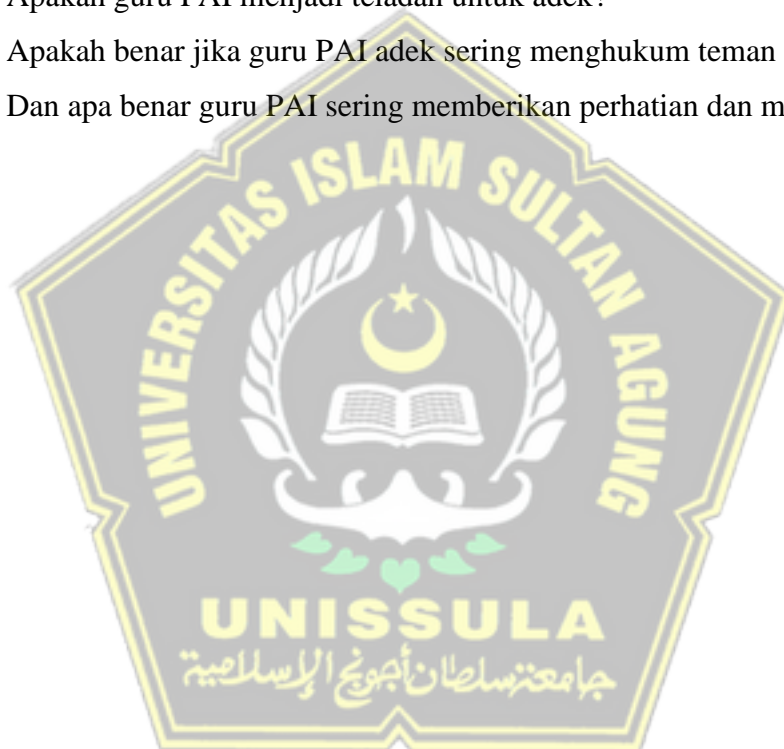 Apakah guru PAI menjadi teladan untuk adek?
Apakah benar jika guru PAI adek sering menghukum teman
Dan apa benar guru PAI sering memberikan perhatian dan m
UNIVERSITAS ISLAM SULTAN AGUNG
UNISSULA
جامعة سلطان أجونج الإسلامية